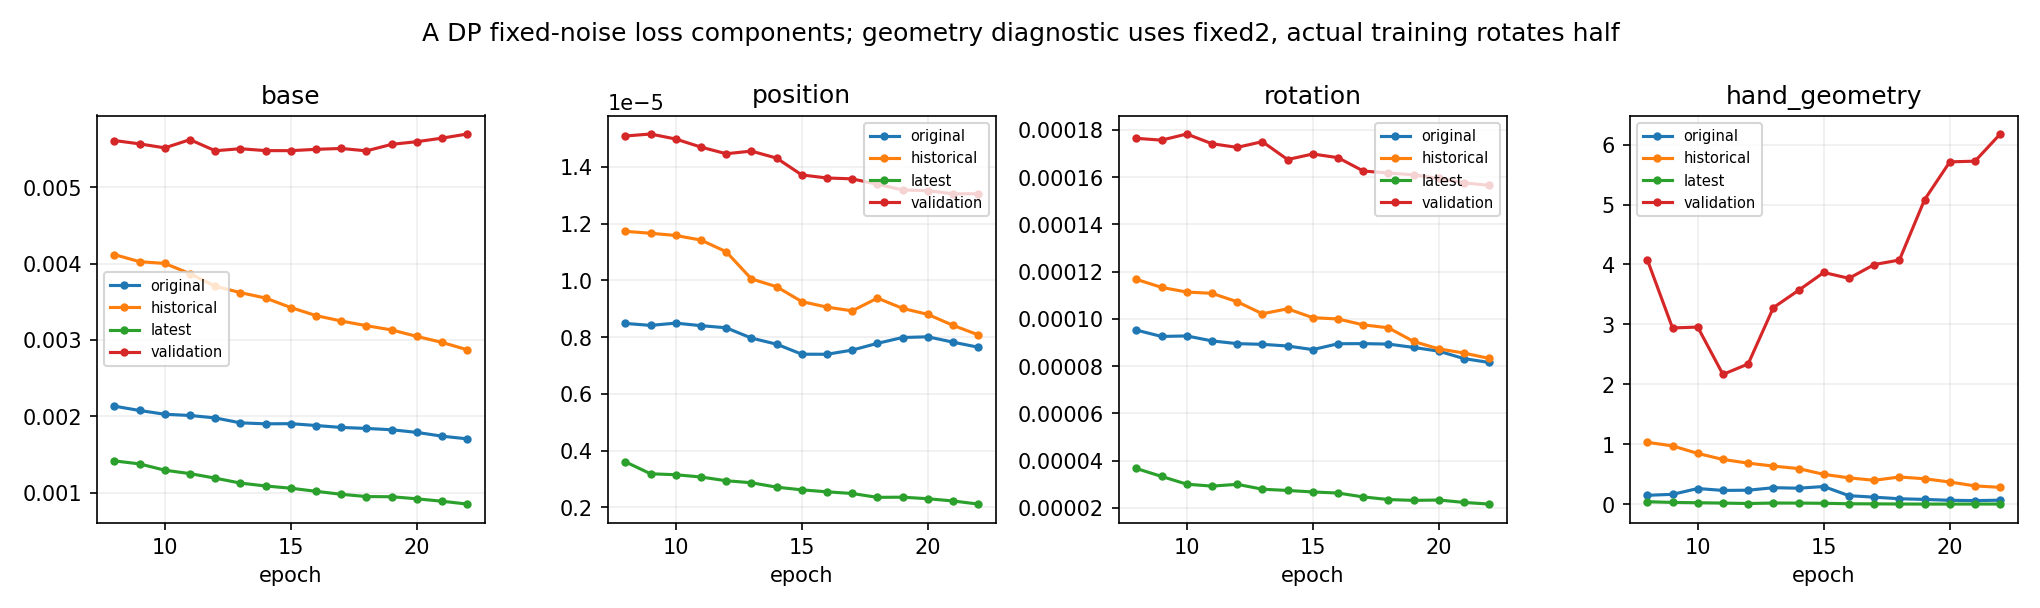 A DP fixed-noise loss components; geometry diagnostic uses fixed2, actual training rotates half
base
0.005
0.004
0.003
0.002
0.001
original
historical
latest
validation
10 15 20
epoch
position
1e−5
1.4
1.2
1.0
0.8
0.6
0.4
0.2
original
historical
latest
validation
10 15 20
epoch
rotation
0.00018
0.00016
0.00014
0.00012
0.00010
0.00008
0.00006
0.00004
0.00002
original
historical
latest
validation
10 15 20
epoch
hand_geometry
6
5
4
3
2
1
0
original
historical
latest
validation
10 15 20
epoch